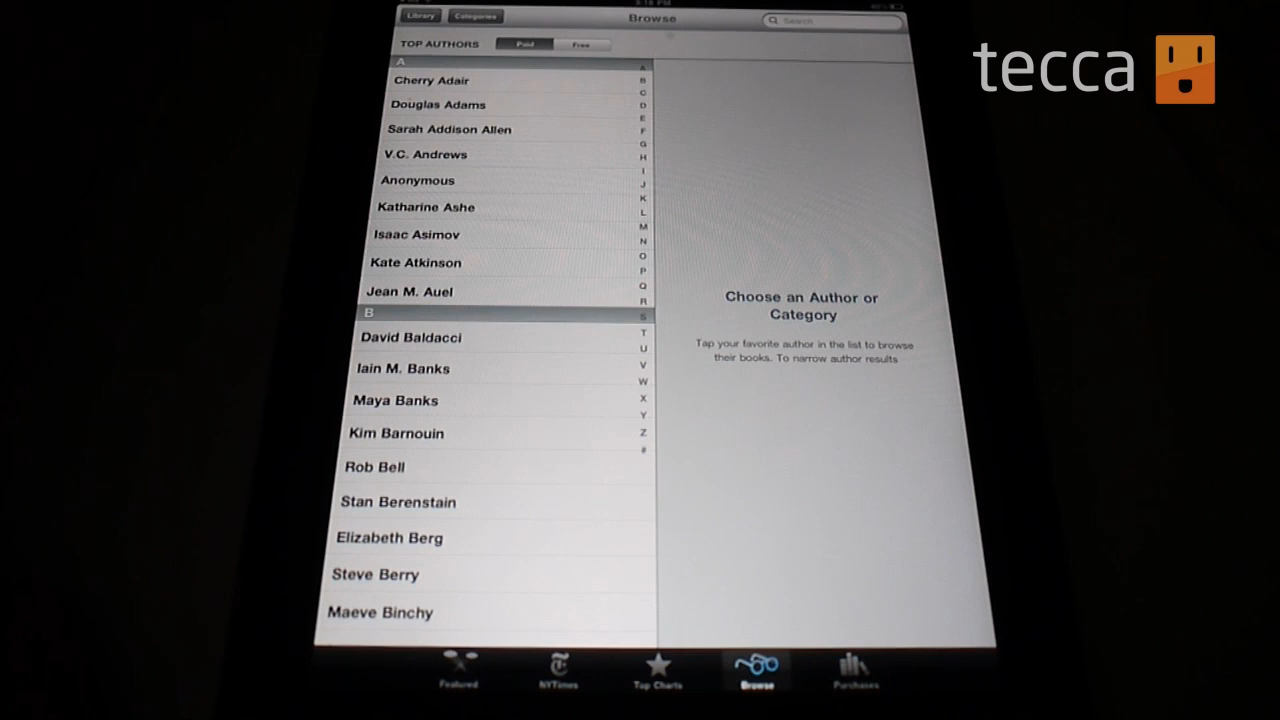 3:16 PM
Library
Categories
Browse
Search
tecca
TOP AUTHORS
Paid
Free
A
Cherry Adair
Douglas Adams
Sarah Addison Allen
V.C. Andrews
Anonymous
Katharine Ashe
Isaac Asimov
Kate Atkinson
Jean M. Auel
B
David Baldacci
Iain M. Banks
Maya Banks
Kim Barnouin
Rob Bell
Stan Berenstain
Elizabeth Berg
Steve Berry
Maeve Binchy
A
B
C
D
E
F
G
H
I
J
K
L
M
N
O
P
Q
R
S
T
U
V
W
X
Y
Z
#
Choose an Author or
Category
Tap your favorite author in the list to browse
their books. To narrow author results
Featured
NYTimes
Top Charts
Browse
Purchases